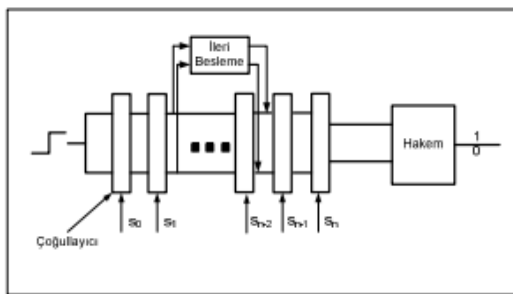 İleri
Besleme
Hakem
1
0
S0 S1 Sn-2 Sn-1 Sn
Çoğullayıcı